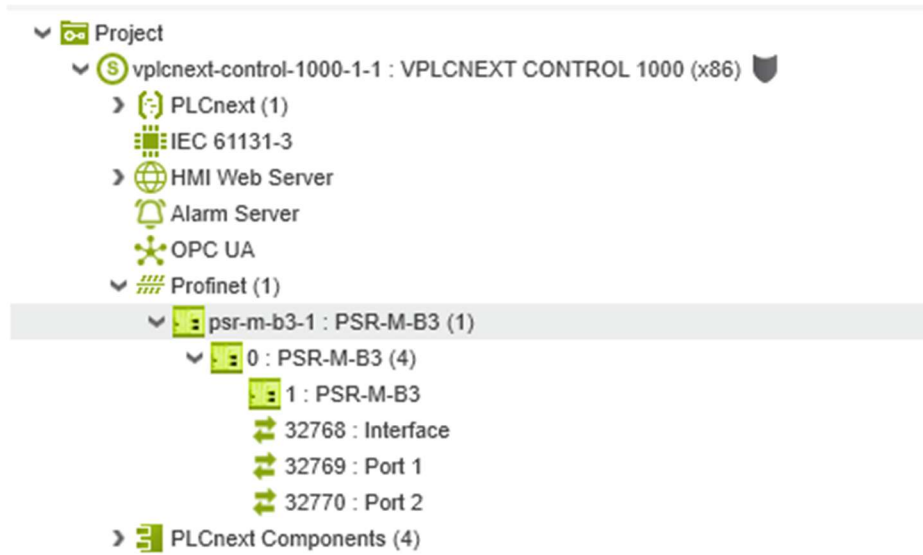 Project
S vplcnext-control-1000-1-1 : VPLCNEXT CONTROL 1000 (x86)
PLCnext (1)
IEC 61131-3
HMI Web Server
Alarm Server
OPC UA
Profinet (1)
psr-m-b3-1 : PSR-M-B3 (1)
0 : PSR-M-B3 (4)
1 : PSR-M-B3
32768 : Interface
32769 : Port 1
32770 : Port 2
PLCnext Components (4)